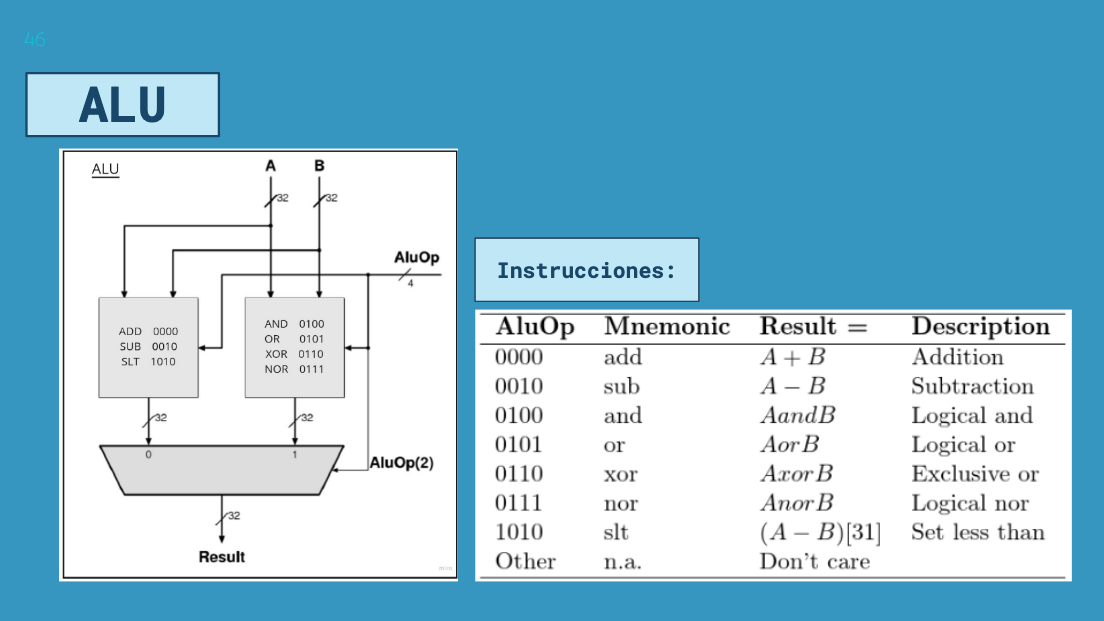 46
ALU
ALU
A B
32 32
AluOp
4
ADD 0000
SUB 0010
SLT 1010
AND 0100
OR 0101
XOR 0110
NOR 0111
32 32
0 1
AluOp(2)
32
Result
miro
Instrucciones:
AluOp Mnemonic Result = Description
0000 add A + B Addition
0010 sub A − B Subtraction
0100 and AandB Logical and
0101 or AorB Logical or
0110 xor AxorB Exclusive or
0111 nor AnorB Logical nor
1010 slt (A − B)[31] Set less than
Other n.a. Don't care